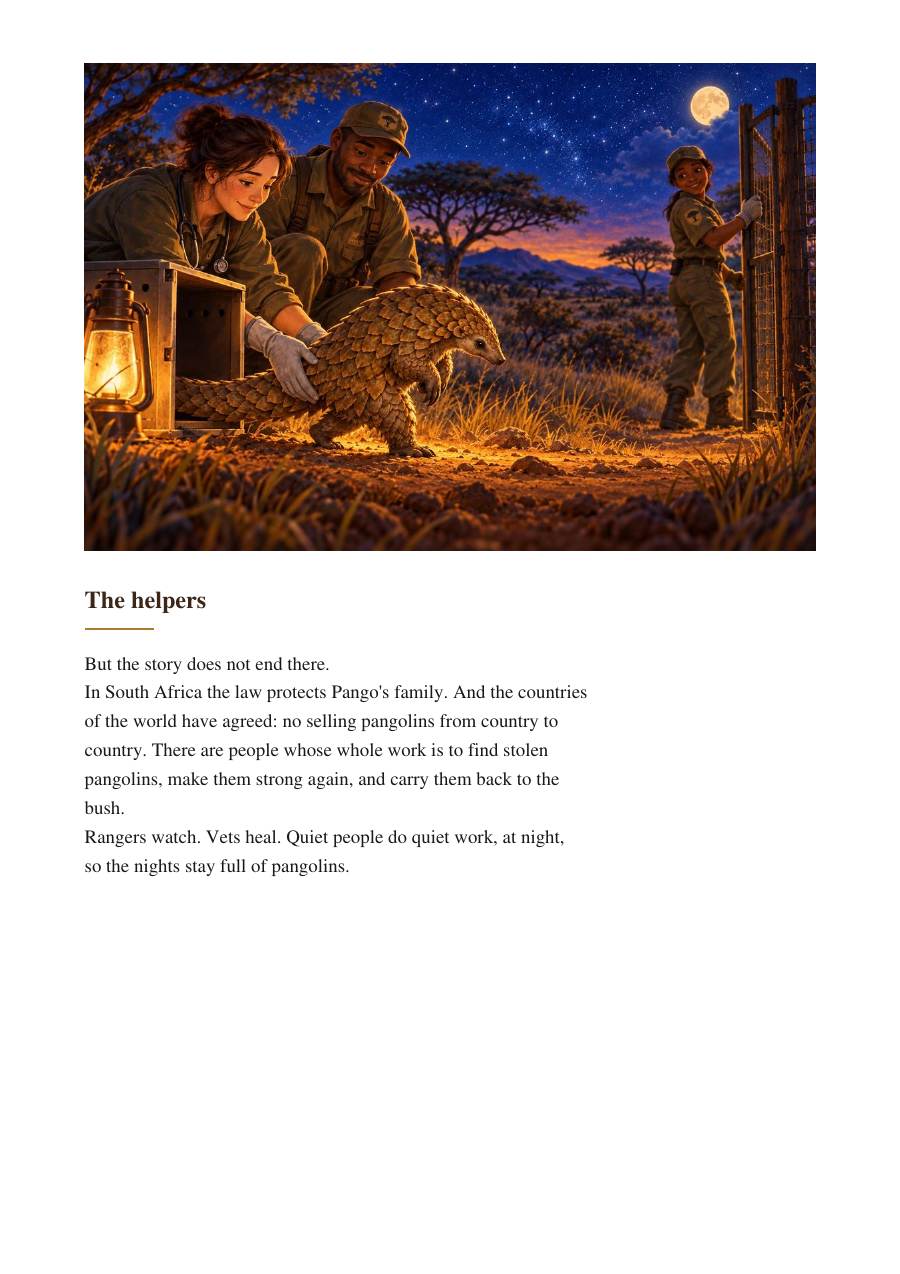 The helpers
But the story does not end there.
In South Africa the law protects Pango's family. And the countries
of the world have agreed: no selling pangolins from country to
country. There are people whose whole work is to find stolen
pangolins, make them strong again, and carry them back to the
bush.
Rangers watch. Vets heal. Quiet people do quiet work, at night,
so the nights stay full of pangolins.